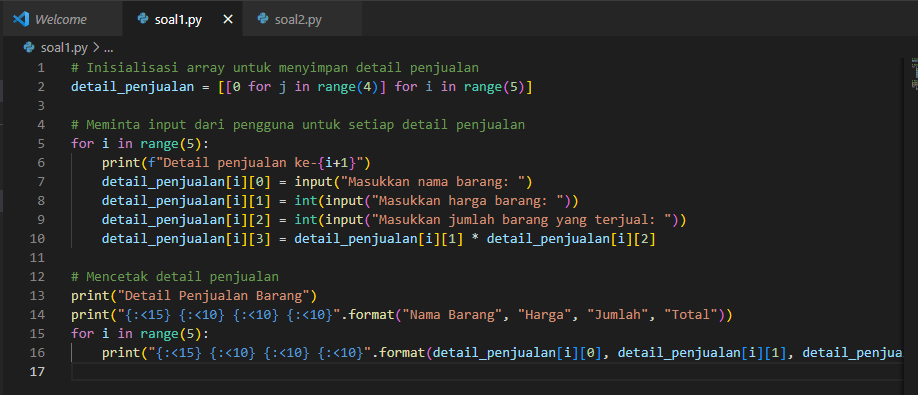 Welcome soal1.py × soal2.py
soal1.py > ...
1 # Inisialisasi array untuk menyimpan detail penjualan
2 detail_penjualan = [[0 for j in range(4)] for i in range(5)]
3
4 # Meminta input dari pengguna untuk setiap detail penjualan
5 for i in range(5):
6     print(f"Detail penjualan ke-{i+1}")
7     detail_penjualan[i][0] = input("Masukkan nama barang: ")
8     detail_penjualan[i][1] = int(input("Masukkan harga barang: "))
9     detail_penjualan[i][2] = int(input("Masukkan jumlah barang yang terjual: "))
10     detail_penjualan[i][3] = detail_penjualan[i][1] * detail_penjualan[i][2]
11
12 # Mencetak detail penjualan
13 print("Detail Penjualan Barang")
14 print("{:<15} {:<10} {:<10} {:<10}".format("Nama Barang", "Harga", "Jumlah", "Total"))
15 for i in range(5):
16     print("{:<15} {:<10} {:<10} {:<10}".format(detail_penjualan[i][0], detail_penjualan[i][1], detail_penjua
17